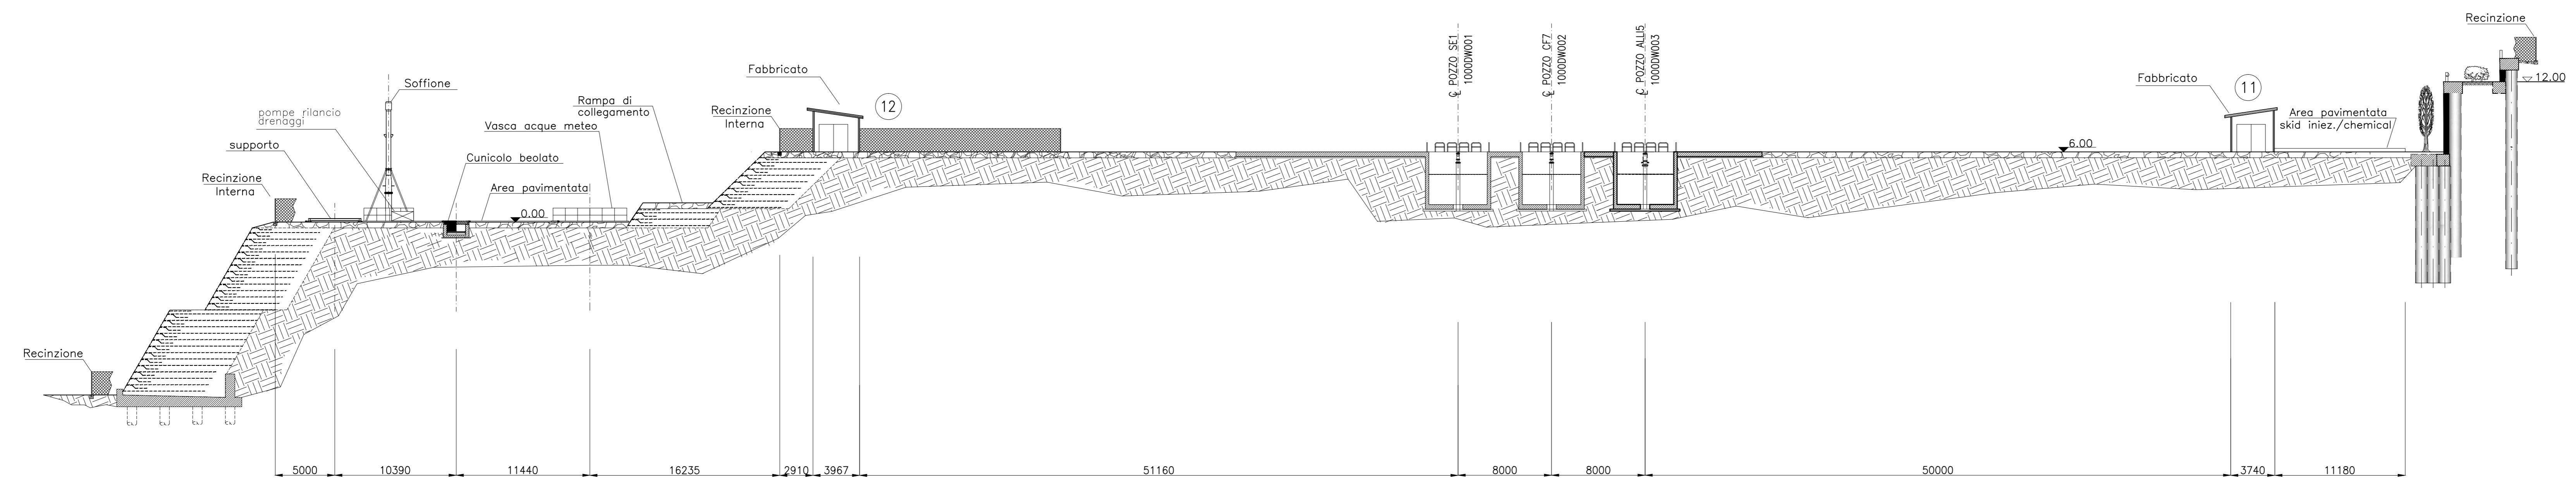 Recinzione
12.00
POZZO SE1
1000DW001
POZZO CF7
1000DW002
POZZO ALLI5
1000DW003
Fabbricato
12
Fabbricato
11
Soffione
Rampa di
collegamento
Recinzione
Interna
pompe rilancio
drenaggi
Vasca acque meteo
Area pavimentata
skid iniez./chemical
supporto
Cunicolo beolato
6.00
Recinzione
Interna
Area pavimentata
0.00
Recinzione
5000
10390
11440
16235
2910
3967
51160
8000
8000
50000
3740
11180